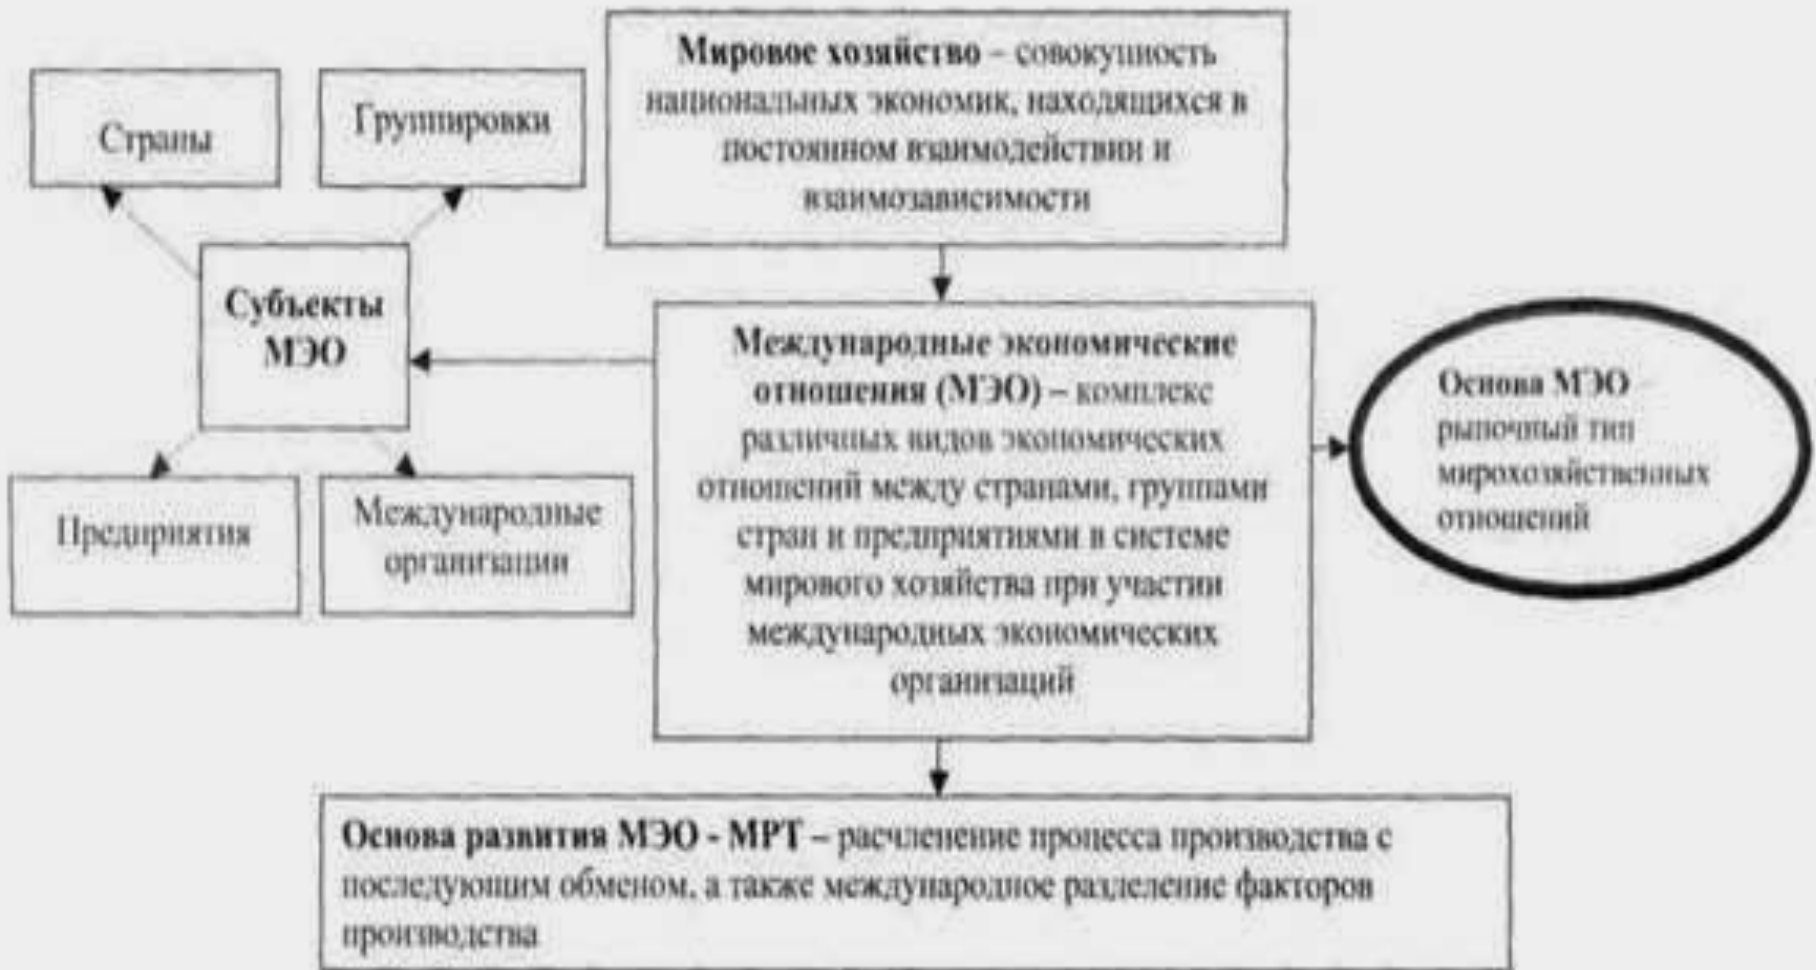 Мировое хозяйство – совокупность
национальных экономик, находящихся в
постоянном взаимодействии и
взаимозависимости
Страны
Группировки
Субъекты
МЭО
Предприятия
Международные
организации
Международные экономические
отношения (МЭО) – комплекс
различных видов экономических
отношений между странами, группами
стран и предприятиями в системе
мирового хозяйства при участии
международных экономических
организаций
Основа МЭО –
рыночный тип
мирохозяйственных
отношений
Основа развития МЭО - МРТ – расчленение процесса производства с
последующим обменом, а также международное разделение факторов
производства